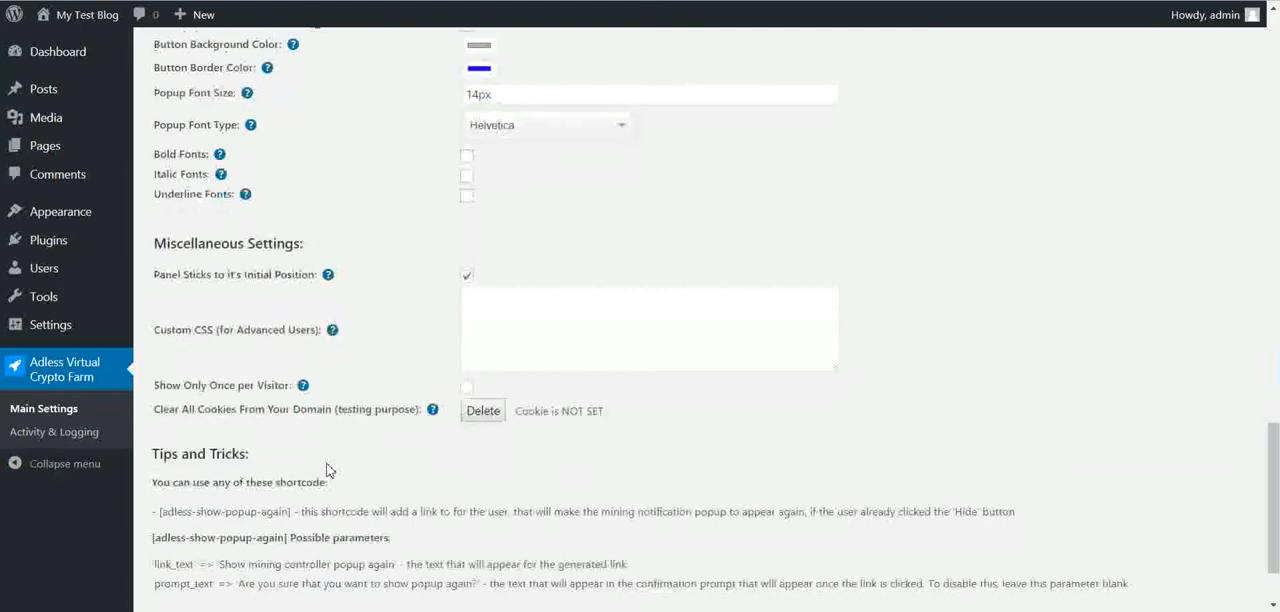 My Test Blog
0
New
Howdy, admin
Dashboard
Posts
Media
Pages
Comments
Appearance
Plugins
Users
Tools
Settings
Adless Virtual
Crypto Farm
Main Settings
Activity & Logging
Collapse menu
Button Background Color:
Button Border Color:
Popup Font Size:
14px
Popup Font Type:
Helvetica
Bold Fonts:
Italic Fonts:
Underline Fonts:
Miscellaneous Settings:
Panel Sticks to it's Initial Position:
Custom CSS (for Advanced Users):
Show Only Once per Visitor:
Clear All Cookies From Your Domain (testing purpose):
Delete
Cookie is NOT SET
Tips and Tricks:
You can use any of these shortcode:
- [adless-show-popup-again] - this shortcode will add a link to for the user, that will make the mining notification popup to appear again, if the user already clicked the 'Hide' button
[adless-show-popup-again] Possible parameters:
'link_text' => 'Show mining controller popup again' - the text that will appear for the generated link
'prompt_text' => 'Are you sure that you want to show popup again?' - the text that will appear in the confirmation prompt that will appear once the link is clicked. To disable this, leave this parameter blank